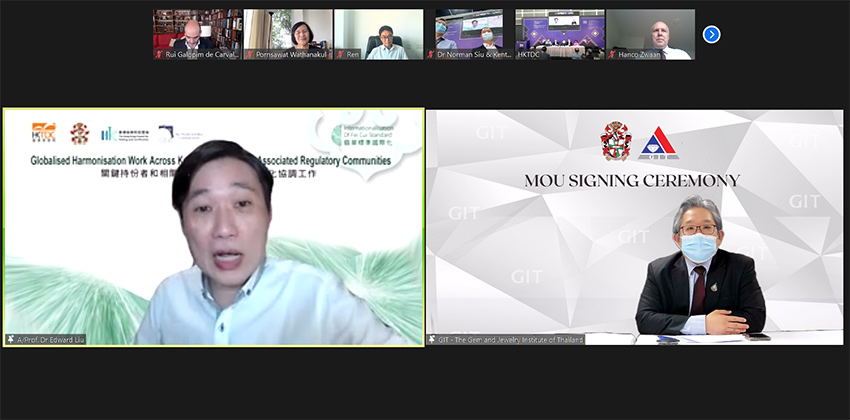 Rui Galopim de Carval...
Pornsawat Wathanakul
Ren
Dr Norman Siu & Kent...
HKTDC
Hanco Zwaan
HKTDC
Internationalisation
Of Fei Cui Standard
翡翠標準國際化
Globalised Harmonisation Work Across K Associated Regulatory Communities
關鍵持份者和相關 化協調工作
A/Prof. Dr Edward Liu
GIT
GIT
GIT
MOU SIGNING CEREMONY
GIT
GIT
GIT
GIT
GIT - The Gem and Jewelry Institute of Thailand